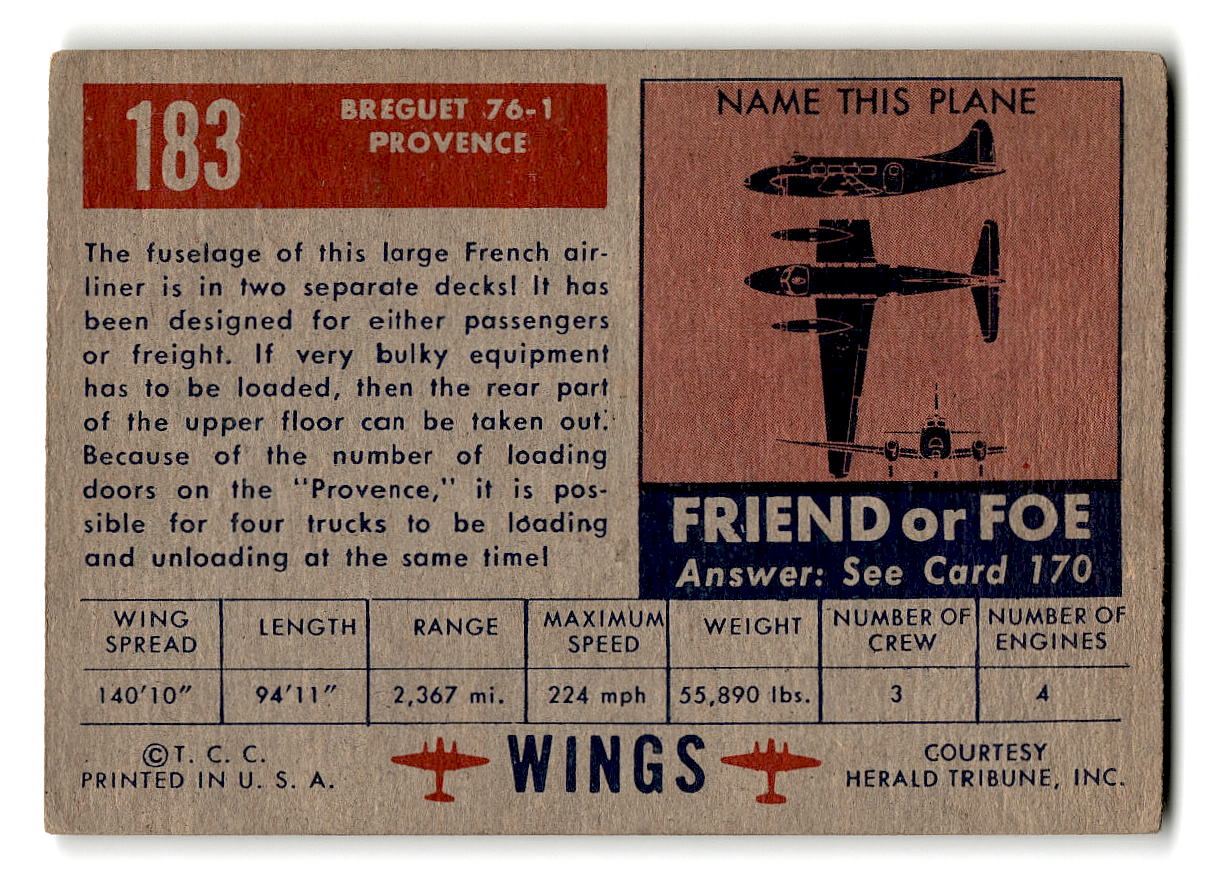 183
BREGUET 76-1
PROVENCE
The fuselage of this large French air-
liner is in two separate decks! It has
been designed for either passengers
or freight. If very bulky equipment
has to be loaded, then the rear part
of the upper floor can be taken out.
Because of the number of loading
doors on the "Provence," it is pos-
sible for four trucks to be loading
and unloading at the same time!
NAME THIS PLANE
FRIEND or FOE
Answer: See Card 170
WING SPREAD LENGTH RANGE MAXIMUM SPEED WEIGHT NUMBER OF CREW NUMBER OF ENGINES
140'10" 94'11" 2,367 mi. 224 mph 55,890 lbs. 3 4
©T. C. C.
PRINTED IN U. S. A.
WINGS
COURTESY
HERALD TRIBUNE, INC.